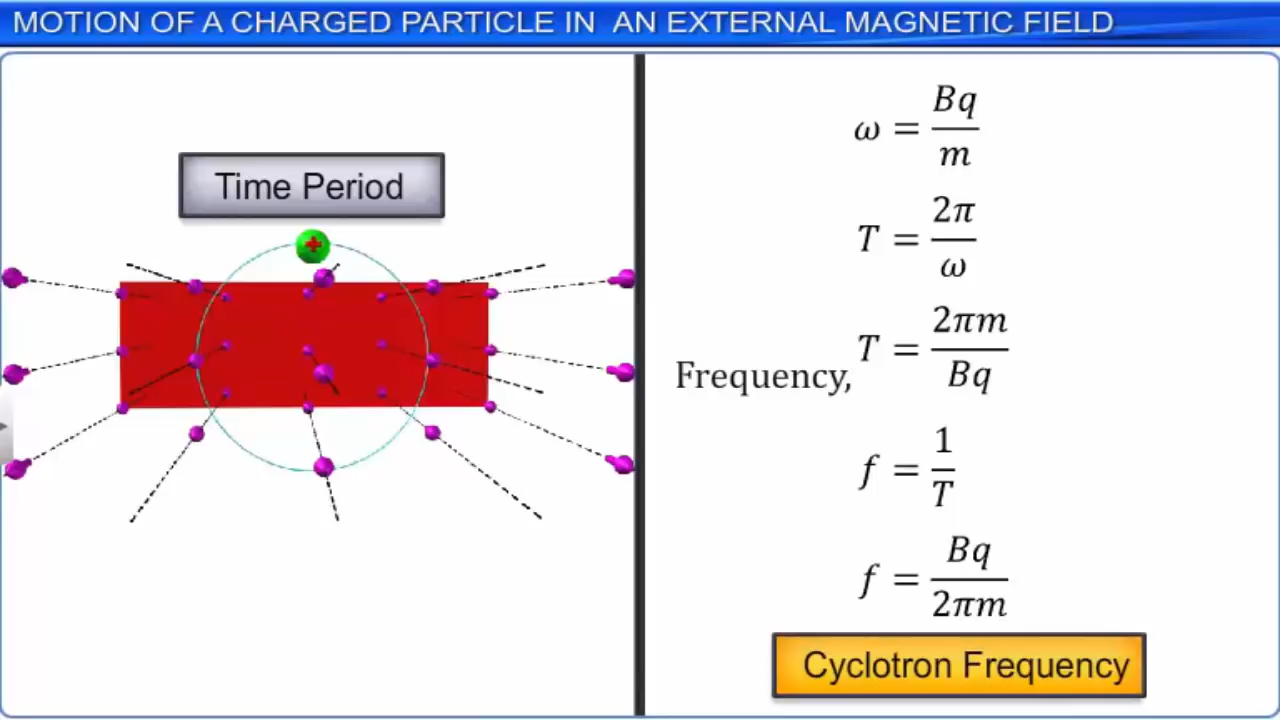 MOTION OF A CHARGED PARTICLE IN AN EXTERNAL MAGNETIC FIELD
Time Period
+
ω = Bq/m
T = 2π/ω
T = 2πm/Bq
Frequency,
f = 1/T
f = Bq/2πm
Cyclotron Frequency